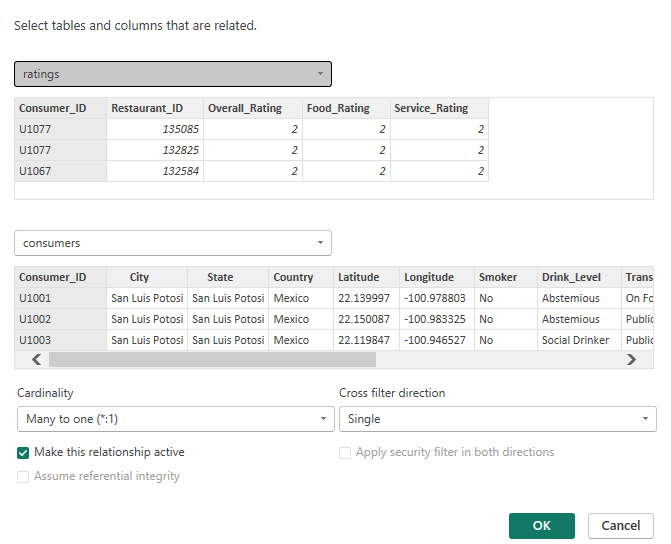 Select tables and columns that are related.
ratings
Consumer_ID Restaurant_ID Overall_Rating Food_Rating Service_Rating
U1077 135085 2 2 2
U1077 132825 2 2 2
U1067 132584 2 2 2
consumers
Consumer_ID City State Country Latitude Longitude Smoker Drink_Level Trans
U1001 San Luis Potosi San Luis Potosi Mexico 22.139997 -100.978803 No Abstemious On Fo
U1002 San Luis Potosi San Luis Potosi Mexico 22.150087 -100.983325 No Abstemious Public
U1003 San Luis Potosi San Luis Potosi Mexico 22.119847 -100.946527 No Social Drinker Public
Cardinality Cross filter direction
Many to one (*:1) Single
Make this relationship active Apply security filter in both directions
Assume referential integrity
OK Cancel